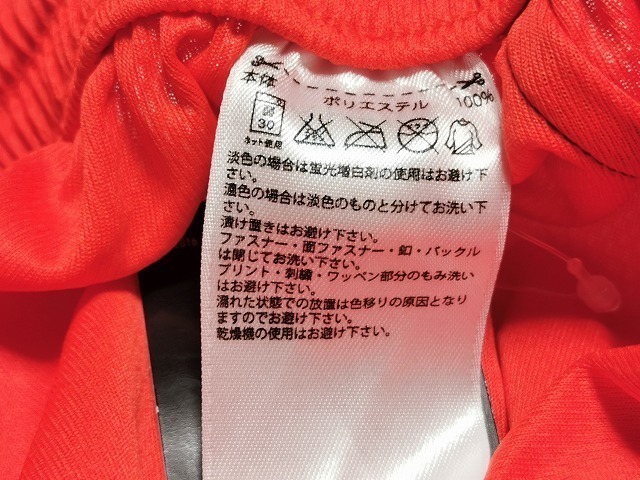 本体
ポリエステル 100%
弱
30
ネット使用
淡色の場合は蛍光増白剤の使用はお避け下
さい。
濃色の場合は淡色のものと分けてお洗い下
さい。
漬け置きはお避け下さい。
ファスナー・面ファスナー・釦・バックル
は閉じてお洗い下さい。
プリント・刺繍・ワッペン部分のもみ洗い
はお避け下さい。
濡れた状態での放置は色移りの原因となり
ますのでお避け下さい。
乾燥機の使用はお避け下さい。